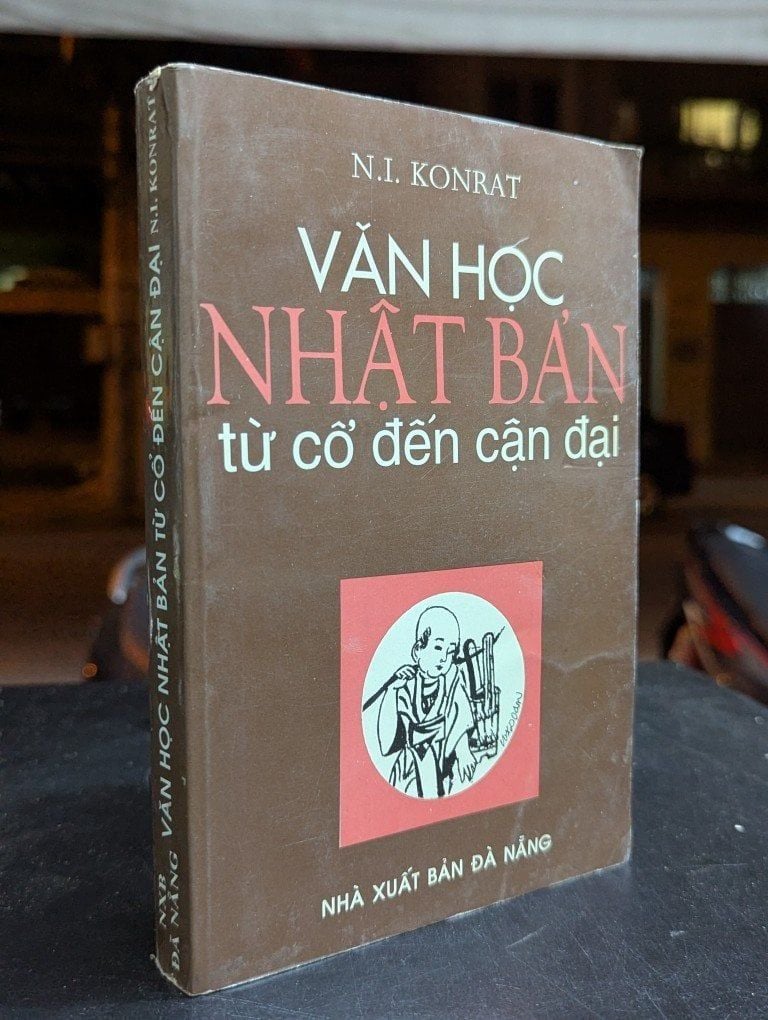 N.I. KONRAT
VĂN HỌC
NHẬT BẢN
từ cổ đến cận đại
NHÀ XUẤT BẢN ĐÀ NẴNG
VĂN HỌC NHẬT BẢN TỪ CỔ ĐẾN CẬN ĐẠI N.I. KONRAT
NXB
ĐÀ NẴNG